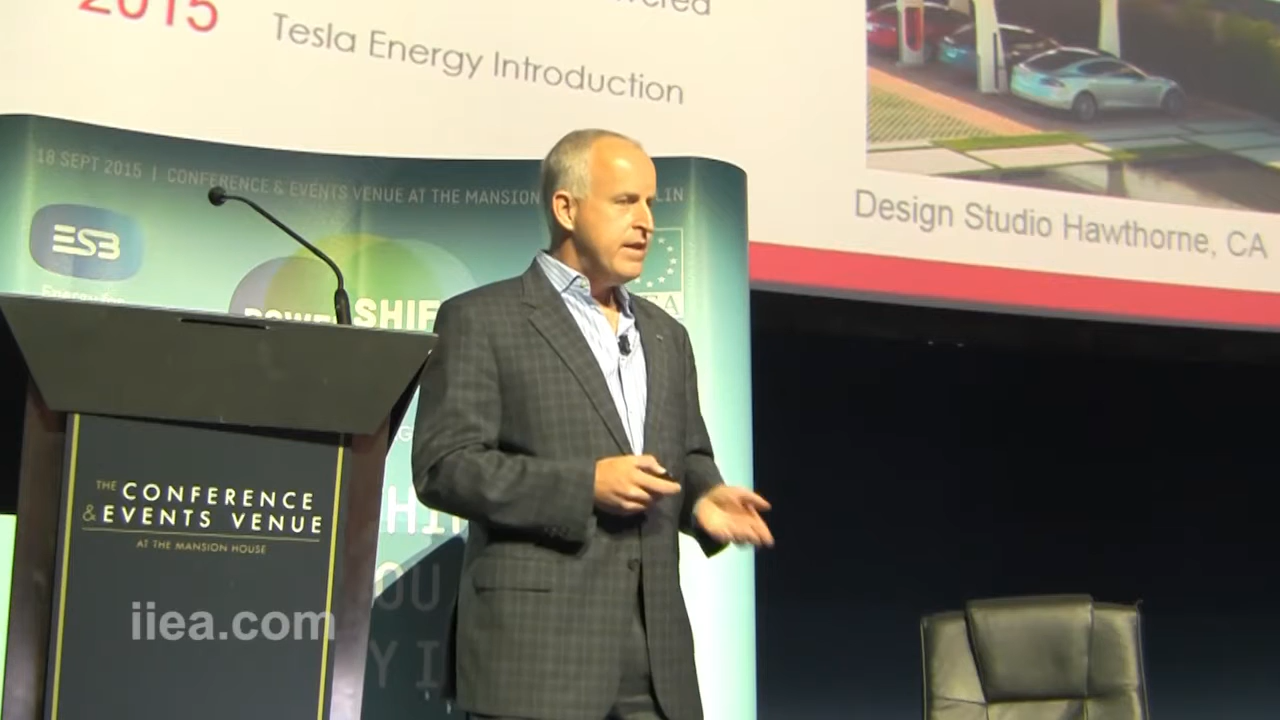 2015
Tesla Energy Introduction
Design Studio Hawthorne, CA
18 SEPT 2015 | CONFERENCE & EVENTS VENUE AT THE MANSION
ESB
SHIF
THE CONFERENCE
& EVENTS VENUE
AT THE MANSION HOUSE
iiea.com